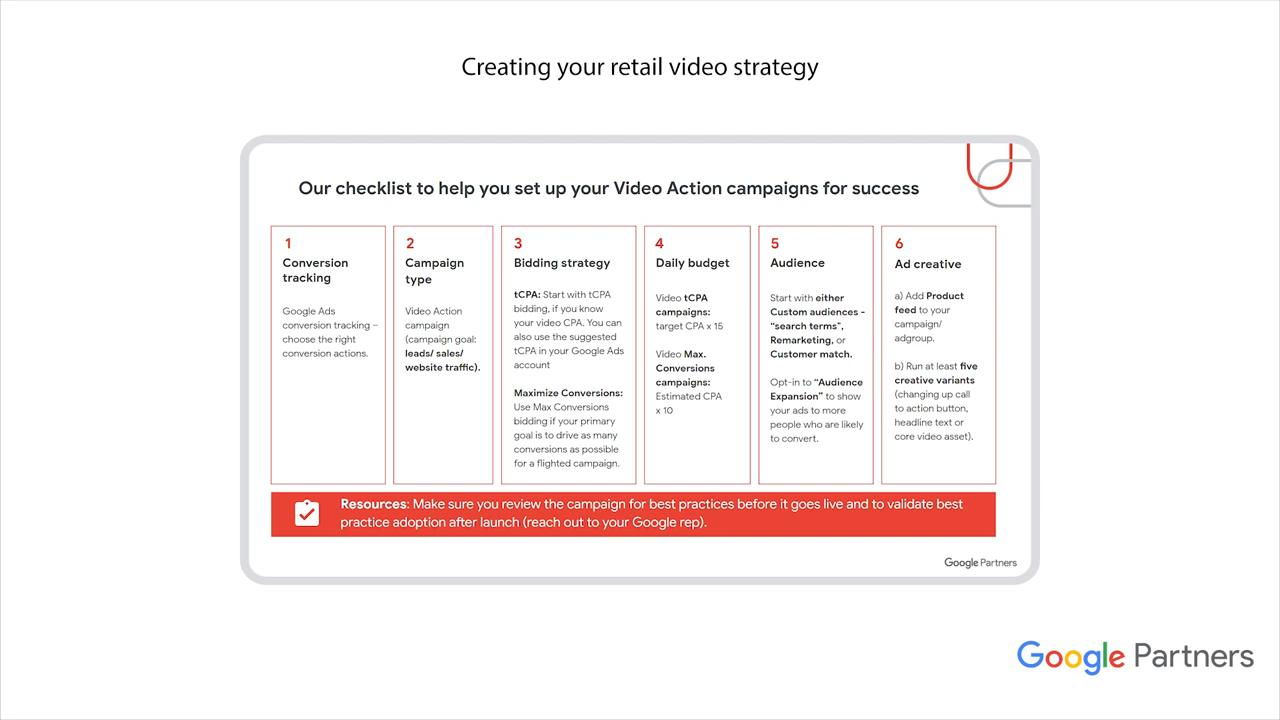 Creating your retail video strategy
Our checklist to help you set up your Video Action campaigns for success
1
Conversion
tracking
Google Ads
conversion tracking –
choose the right
conversion actions.
2
Campaign
type
Video Action
campaign
(campaign goal:
leads/ sales/
website traffic).
3
Bidding strategy
tCPA: Start with tCPA
bidding, if you know
your video CPA. You can
also use the suggested
tCPA in your Google Ads
account
Maximize Conversions:
Use Max Conversions
bidding if your primary
goal is to drive as many
conversions as possible
for a flighted campaign.
4
Daily budget
Video tCPA
campaigns:
target CPA x 15
Video Max.
Conversions
campaigns:
Estimated CPA
x 10
5
Audience
Start with either
Custom audiences -
“search terms”,
Remarketing, or
Customer match.
Opt-in to “Audience
Expansion” to show
your ads to more
people who are likely
to convert.
6
Ad creative
a) Add Product
feed to your
campaign/
adgroup.
b) Run at least five
creative variants
(changing up call
to action button,
headline text or
core video asset).
Resources: Make sure you review the campaign for best practices before it goes live and to validate best
practice adoption after launch (reach out to your Google rep).
Google Partners
Google Partners